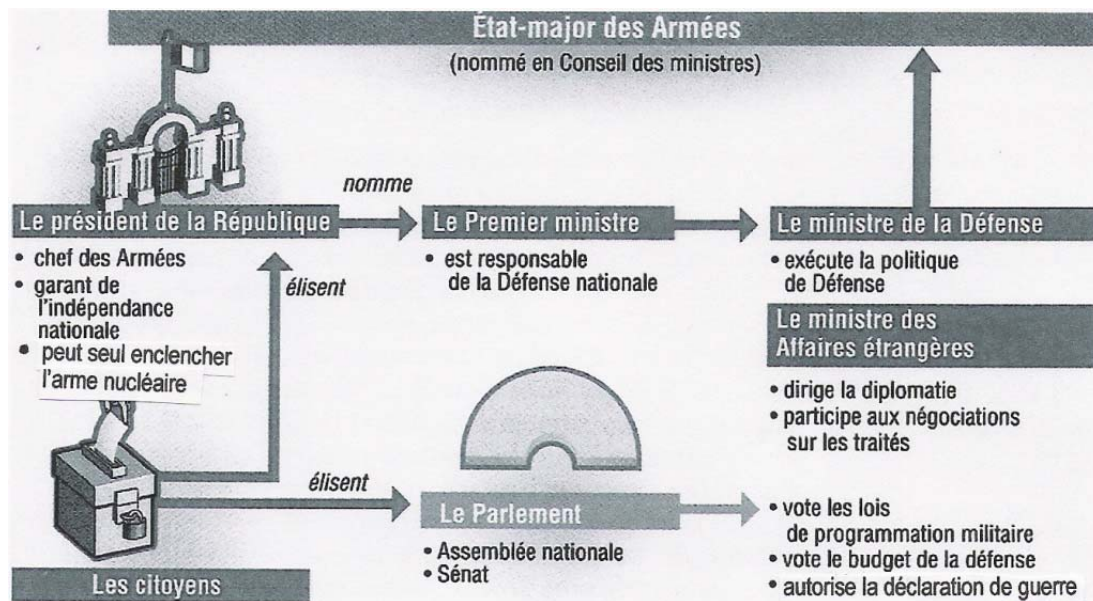 État-major des Armées
(nommé en Conseil des ministres)
nomme
Le président de la République
Le Premier ministre
Le ministre de la Défense
• chef des Armées
• garant de
l'indépendance
nationale
• peut seul enclencher
l'arme nucléaire
élisent
• est responsable
de la Défense nationale
• exécute la politique
de Défense
Le ministre des
Affaires étrangères
• dirige la diplomatie
• participe aux négociations
sur les traités
élisent
Le Parlement
• Assemblée nationale
• Sénat
• vote les lois
de programmation militaire
• vote le budget de la défense
• autorise la déclaration de guerre
Les citoyens